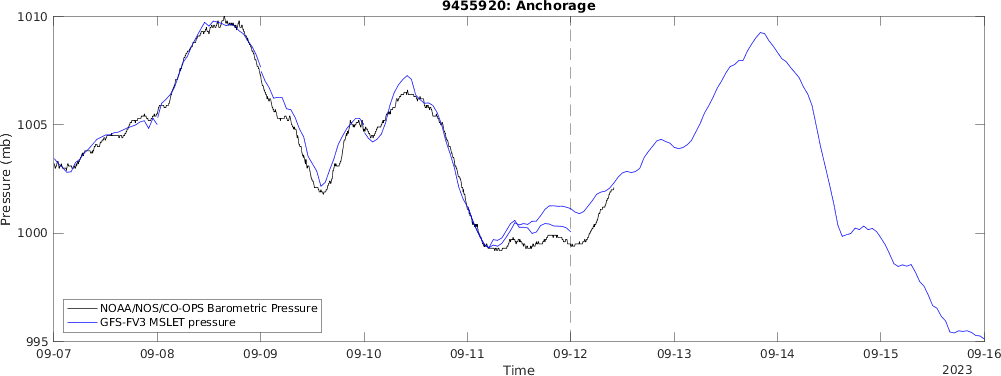 9455920: Anchorage
1010
1005
1000
995
Pressure (mb)
NOAA/NOS/CO-OPS Barometric Pressure
GFS-FV3 MSLET pressure
09-07 09-08 09-09 09-10 09-11 09-12 09-13 09-14 09-15 09-16
Time
2023